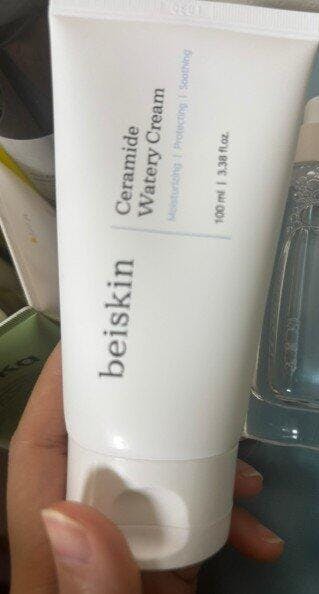 beiskin
Ceramide
Watery Cream
Moisturizing | Protecting | Soothing
100 ml | 3.38 fl.oz.